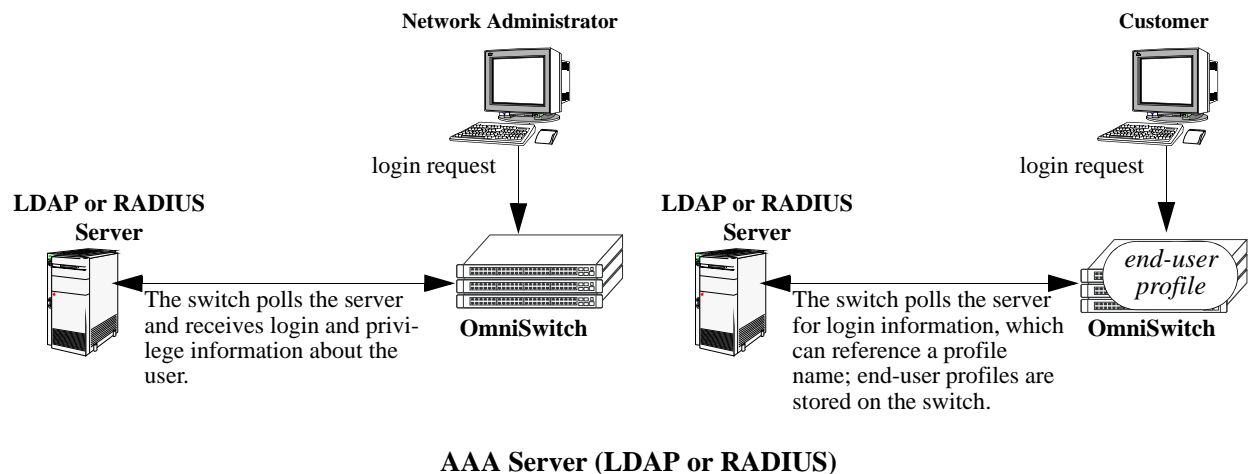 Network Administrator
login request
LDAP or RADIUS
Server
The switch polls the server
and receives login and privi-
lege information about the
user.
OmniSwitch
Customer
login request
LDAP or RADIUS
Server
end-user
profile
The switch polls the server
for login information, which
can reference a profile
name; end-user profiles are
stored on the switch.
OmniSwitch
AAA Server (LDAP or RADIUS)